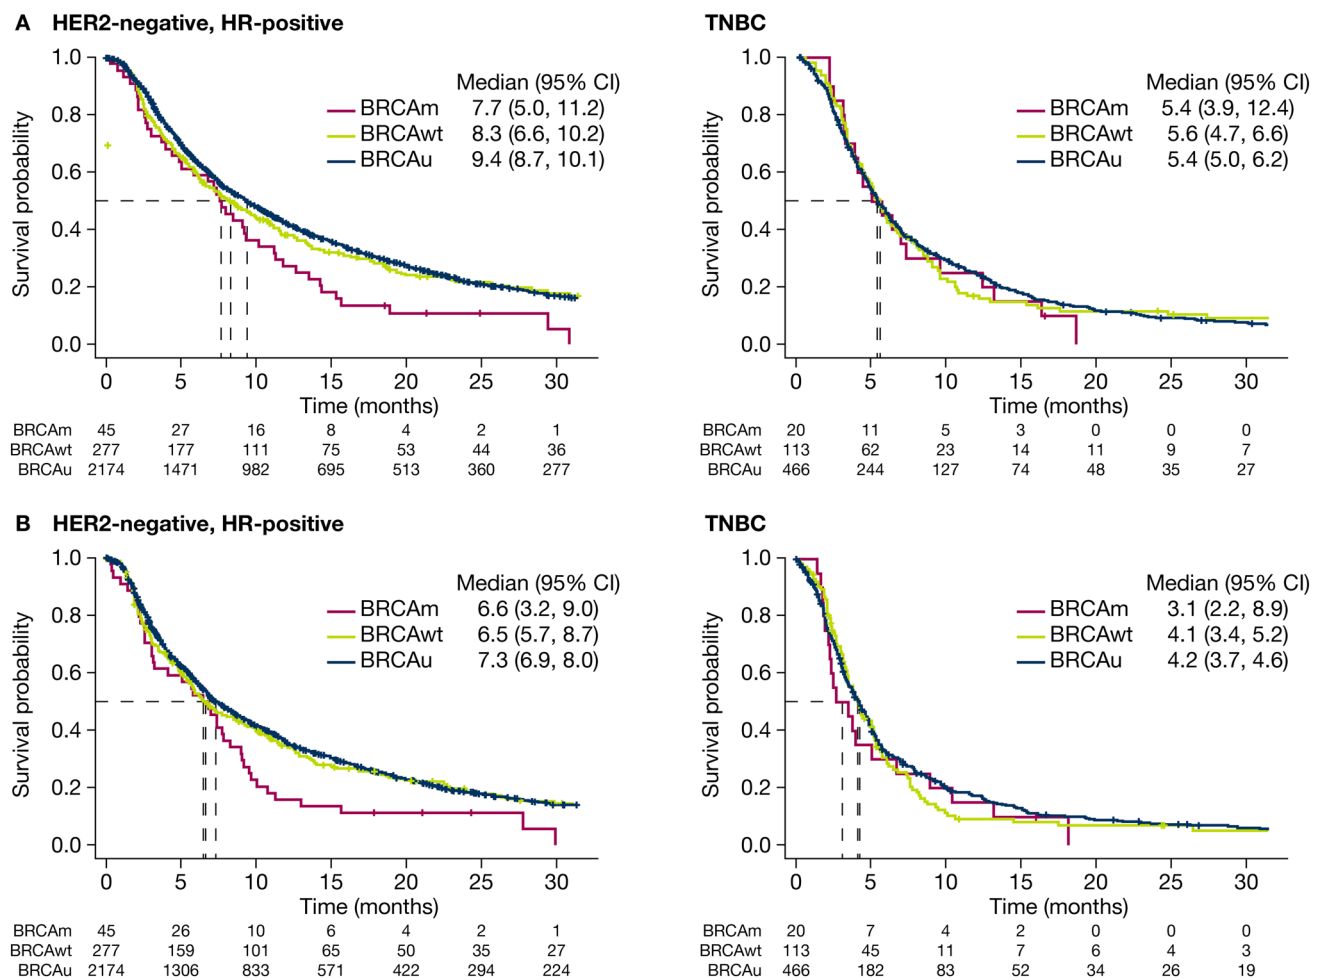 A HER2-negative, HR-positive
TNBC
Survival probability
1.0
0.8
0.6
0.4
0.2
0.0
Median (95% CI)
BRCAm 7.7 (5.0, 11.2)
BRCAwt 8.3 (6.6, 10.2)
BRCAu 9.4 (8.7, 10.1)
0 5 10 15 20 25 30
Time (months)
BRCAm 45 27 16 8 4 2 1
BRCAwt 277 177 111 75 53 44 36
BRCAu 2174 1471 982 695 513 360 277
Survival probability
1.0
0.8
0.6
0.4
0.2
0.0
Median (95% CI)
BRCAm 5.4 (3.9, 12.4)
BRCAwt 5.6 (4.7, 6.6)
BRCAu 5.4 (5.0, 6.2)
0 5 10 15 20 25 30
Time (months)
BRCAm 20 11 5 3 0 0 0
BRCAwt 113 62 23 14 11 9 7
BRCAu 466 244 127 74 48 35 27
B HER2-negative, HR-positive
TNBC
Survival probability
1.0
0.8
0.6
0.4
0.2
0.0
Median (95% CI)
BRCAm 6.6 (3.2, 9.0)
BRCAwt 6.5 (5.7, 8.7)
BRCAu 7.3 (6.9, 8.0)
0 5 10 15 20 25 30
Time (months)
BRCAm 45 26 10 6 4 2 1
BRCAwt 277 159 101 65 50 35 27
BRCAu 2174 1306 833 571 422 294 224
Survival probability
1.0
0.8
0.6
0.4
0.2
0.0
Median (95% CI)
BRCAm 3.1 (2.2, 8.9)
BRCAwt 4.1 (3.4, 5.2)
BRCAu 4.2 (3.7, 4.6)
0 5 10 15 20 25 30
Time (months)
BRCAm 20 7 4 2 0 0 0
BRCAwt 113 45 11 7 6 4 3
BRCAu 466 182 83 52 34 26 19